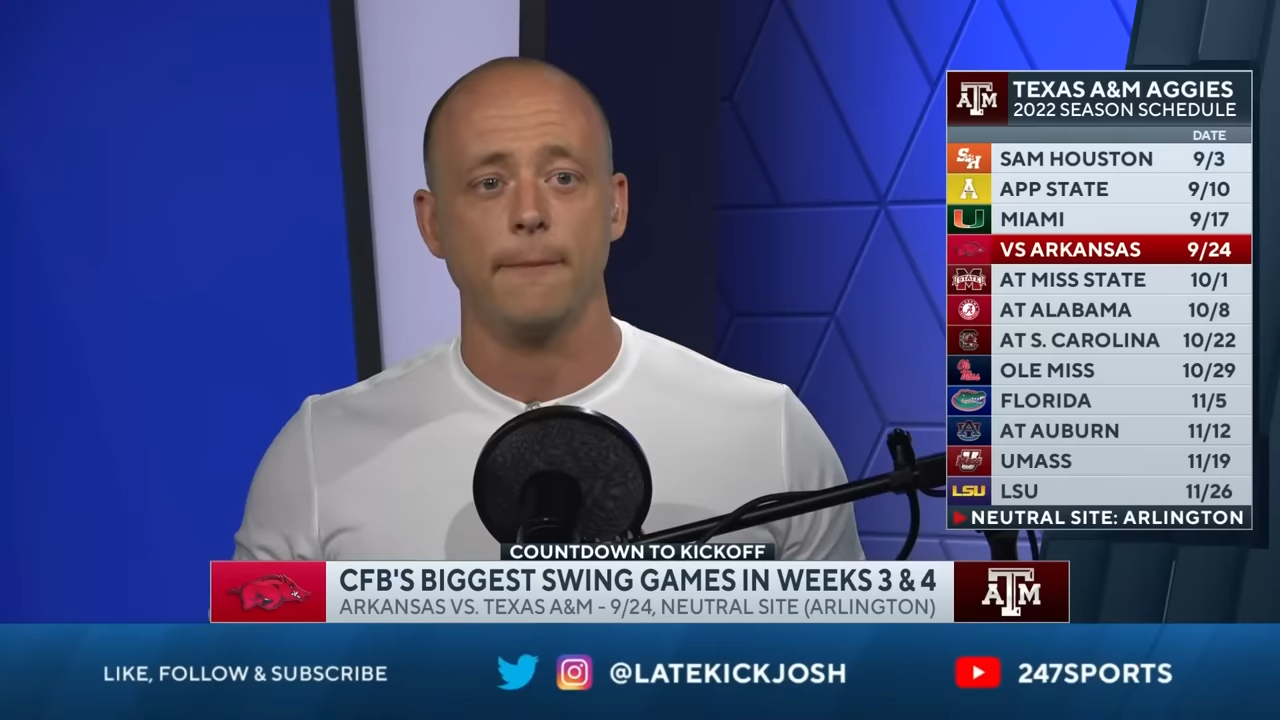 TEXAS A&M AGGIES
2022 SEASON SCHEDULE
DATE
SAM HOUSTON 9/3
APP STATE 9/10
MIAMI 9/17
VS ARKANSAS 9/24
AT MISS STATE 10/1
AT ALABAMA 10/8
AT S. CAROLINA 10/22
OLE MISS 10/29
FLORIDA 11/5
AT AUBURN 11/12
UMASS 11/19
LSU LSU 11/26
NEUTRAL SITE: ARLINGTON
COUNTDOWN TO KICKOFF
CFB'S BIGGEST SWING GAMES IN WEEKS 3 & 4
ARKANSAS VS. TEXAS A&M - 9/24, NEUTRAL SITE (ARLINGTON)
ATM
LIKE, FOLLOW & SUBSCRIBE
@LATEKICKJOSH
247SPORTS